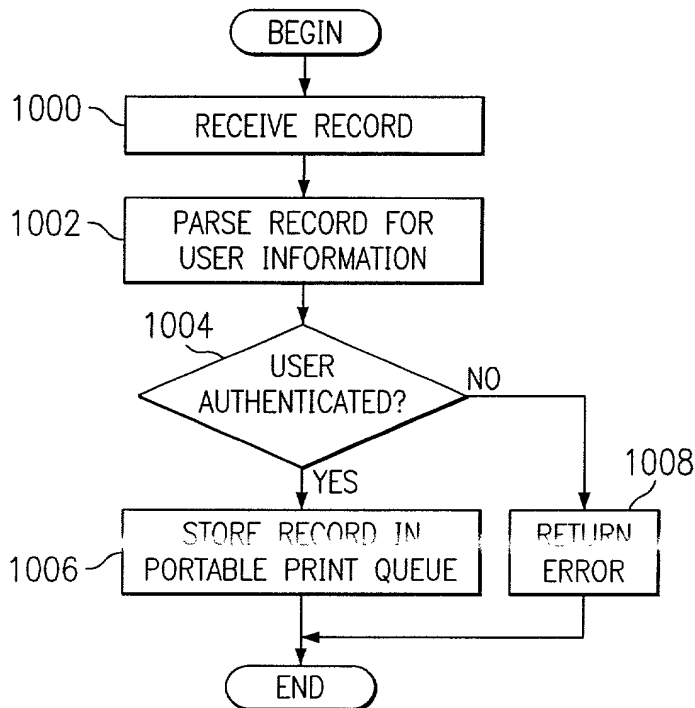 BEGIN
1000
RECEIVE RECORD
1002
PARSE RECORD FOR
USER INFORMATION
1004
USER
AUTHENTICATED?
NO
YES
1008
STORE RECORD IN
PORTABLE PRINT QUEUE
1006
RETURN
ERROR
END